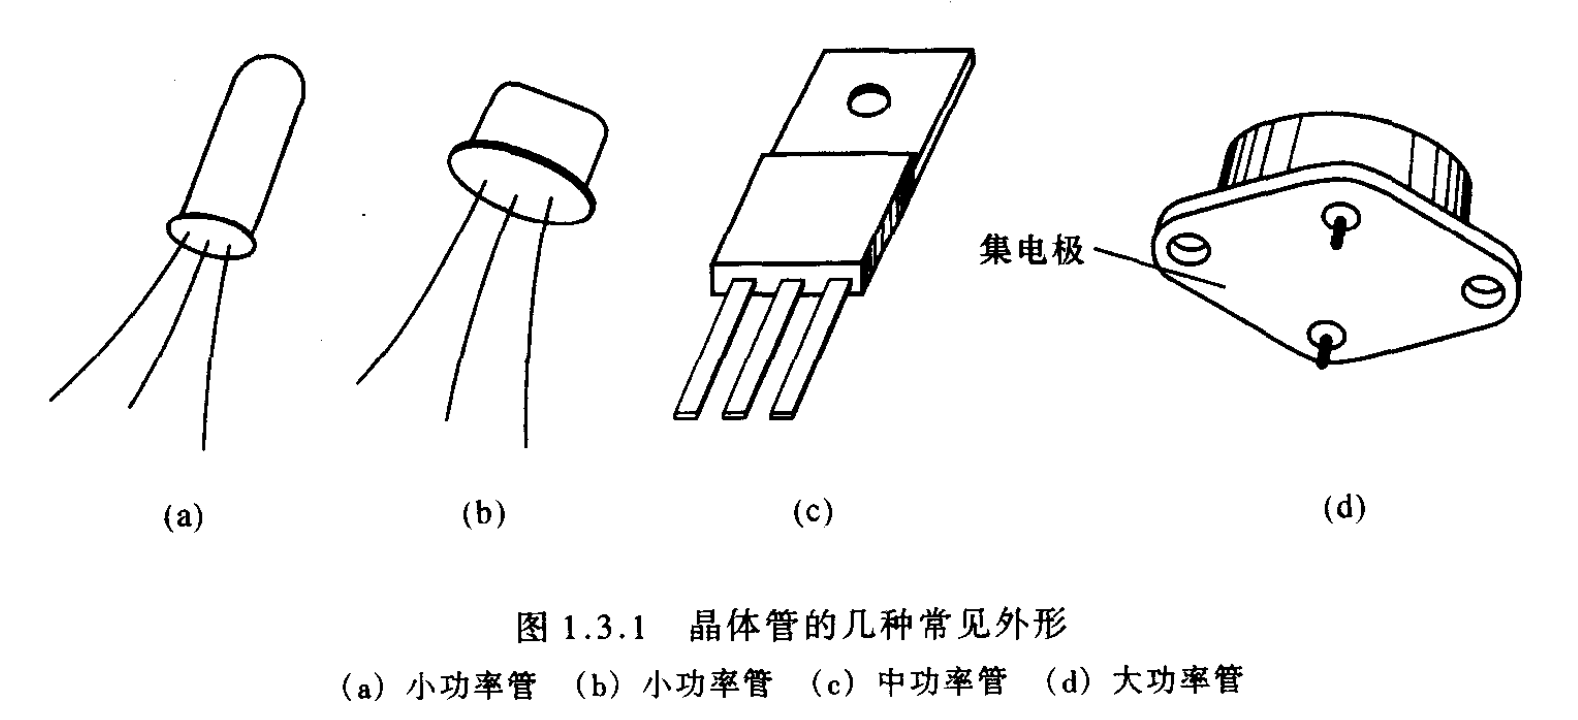 集电极
(a) (b) (c) (d)
图 1.3.1 晶体管的几种常见外形
(a) 小功率管 (b) 小功率管 (c) 中功率管 (d) 大功率管